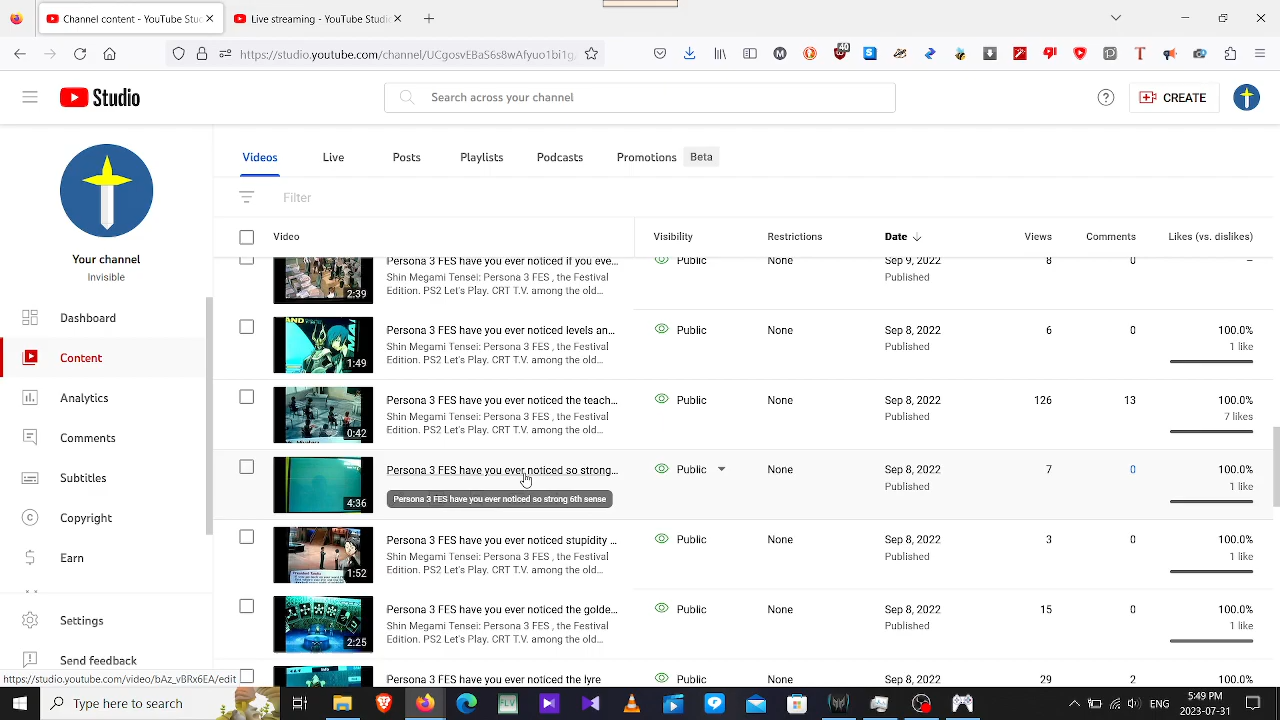 Channel content - YouTube Stu
Live streaming - YouTube Studi
https://studio.youtube.com/channel/
40
Studio
Search across your channel
CREATE
Your channel
Invisible
Dashboard
Content
Analytics
Comments
Subtitles
Copyright
Earn
Settings
Send feedback
Videos Live Posts Playlists Podcasts Promotions Beta
Filter
Video Visibility Restrictions Date Views Comments Likes (vs. dislikes)
Persona 3 FES have you ever noticed if you eve... Public None Sep 9, 2022 8 0 –
Shin Megami Tensei: Persona 3 FES , the Festival Published
Edition. PS2 Let's Play. CRT T.V. among the old...
2:39
Persona 3 FES have you ever noticed levels an... Public None Sep 8, 2022 6 0 100.0%
Shin Megami Tensei: Persona 3 FES , the Festival Published 1 like
Edition. PS2 Let's Play. CRT T.V. among the old...
1:49
Persona 3 FES have you ever noticed the teach... Public None Sep 8, 2022 126 13 100.0%
Shin Megami Tensei: Persona 3 FES , the Festival Published 7 likes
Edition. PS2 Let's Play. CRT T.V. among the old...
0:42
Persona 3 FES have you ever noticed so strong... Public None Sep 8, 2022 7 0 100.0%
Published 1 like
Persona 3 FES have you ever noticed so strong 6th sense
4:36
Persona 3 FES have you ever noticed stupidity ... Public None Sep 8, 2022 3 0 100.0%
Shin Megami Tensei: Persona 3 FES , the Festival Published 1 like
Edition. PS2 Let's Play. CRT T.V. among the old...
1:52
Persona 3 FES have you ever noticed the golde... Public None Sep 8, 2022 15 0 100.0%
Shin Megami Tensei: Persona 3 FES , the Festival Published 1 like
Edition. PS2 Let's Play. CRT T.V. among the old...
2:25
Persona 3 FES have you ever noticed the lyre Public None Sep 8, 2022 29 2 100.0%
https://studio.youtube.com/video/bAz_vBRx6EA/edit
Type here to search
ENG
5:49 PM
2023-07-31